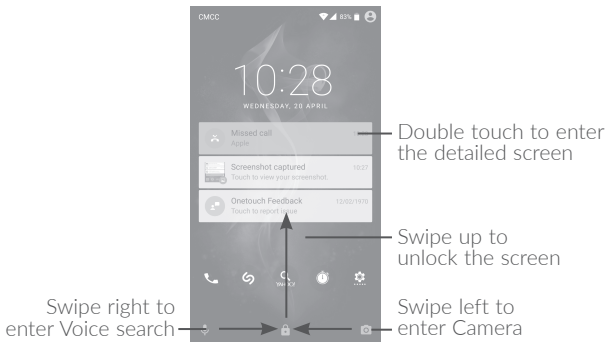 CMCC
83%
10:28
WEDNESDAY, 20 APRIL
Missed call
Apple
Double touch to enter
the detailed screen
Screenshot captured 10:27
Touch to view your screenshot.
Onetouch Feedback 13/02/1970
Touch to report issue
Swipe up to
unlock the screen
Swipe right to
enter Voice search
Swipe left to
enter Camera